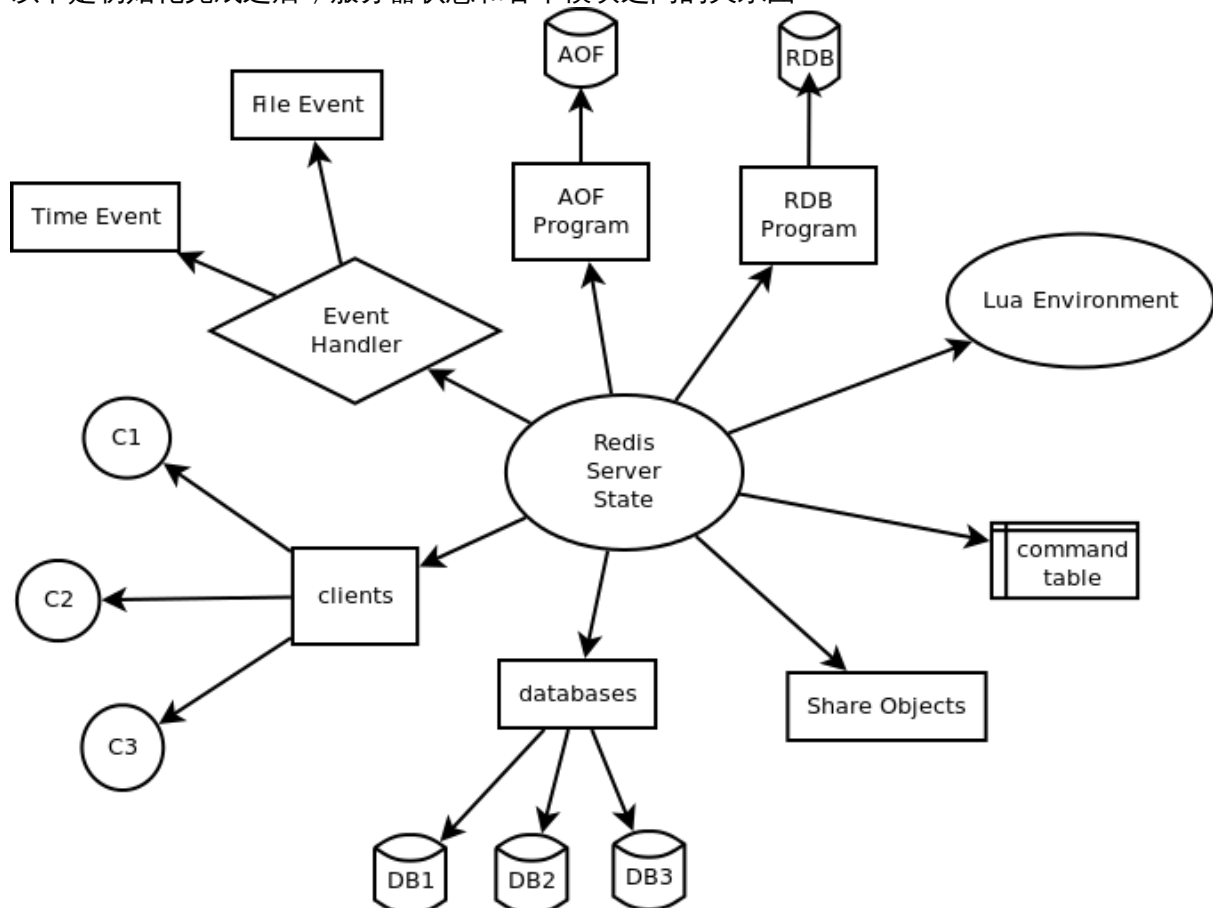 AOF
RDB
File Event
Time Event
AOF
Program
RDB
Program
Event
Handler
Lua Environment
C1
Redis
Server
State
command
table
C2
clients
databases
Share Objects
C3
DB1
DB2
DB3